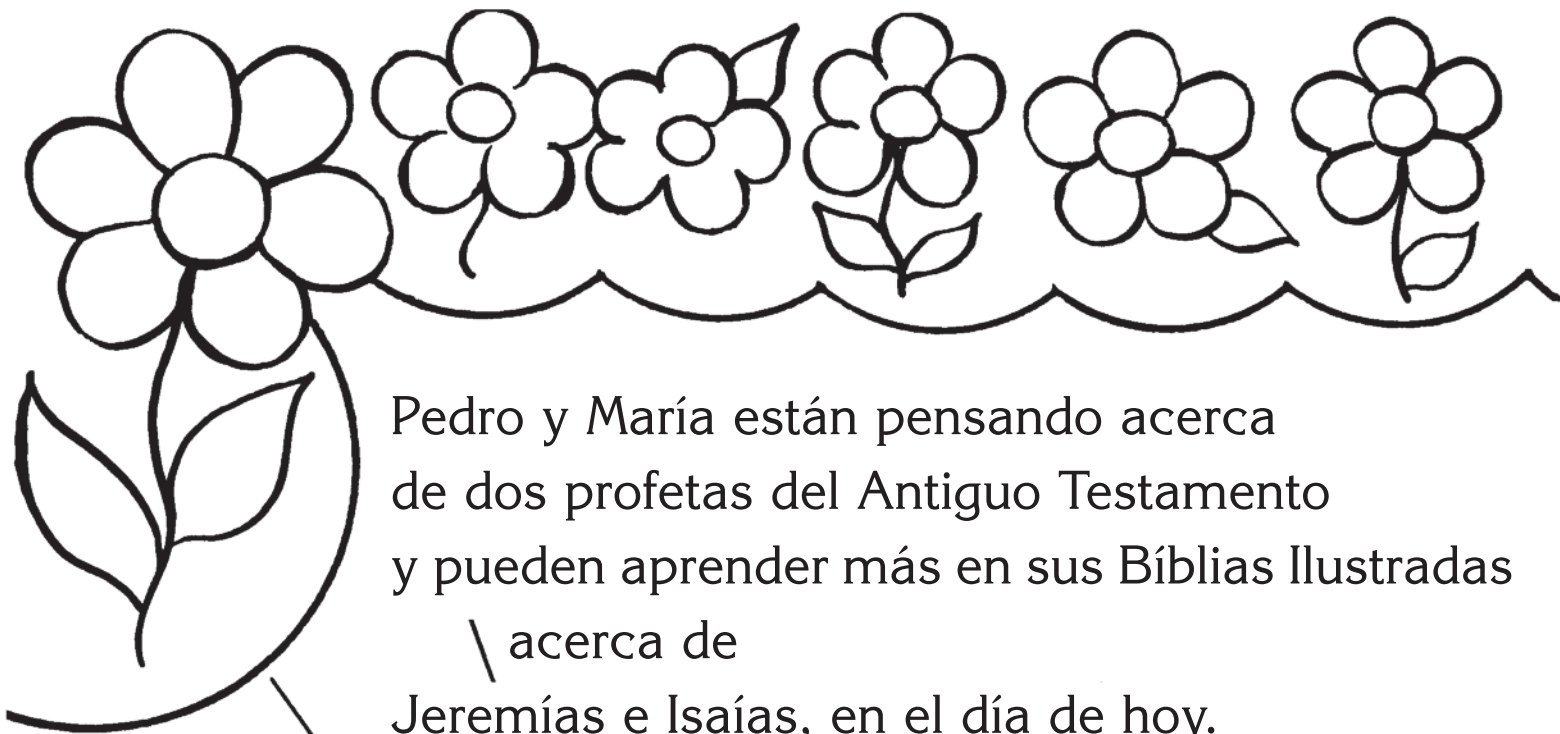 Pedro y María están pensando acerca
de dos profetas del Antiguo Testamento
y pueden aprender más en sus Bíblias Ilustradas
acerca de
Jeremías e Isaías, en el día de hoy.